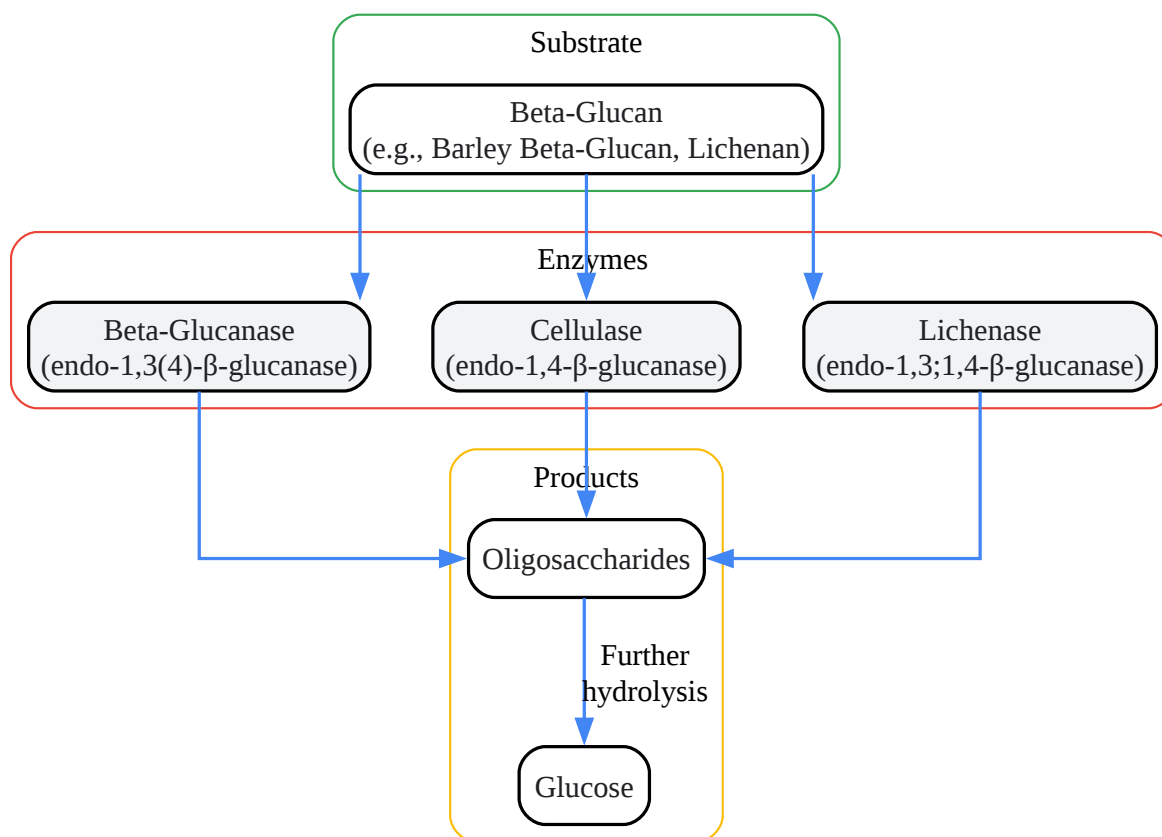 Substrate
Beta-Glucan
(e.g., Barley Beta-Glucan, Lichenan)
Enzymes
Beta-Glucanase
(endo-1,3(4)-β-glucanase)
Cellulase
(endo-1,4-β-glucanase)
Lichenase
(endo-1,3;1,4-β-glucanase)
Products
Oligosaccharides
Further
hydrolysis
Glucose